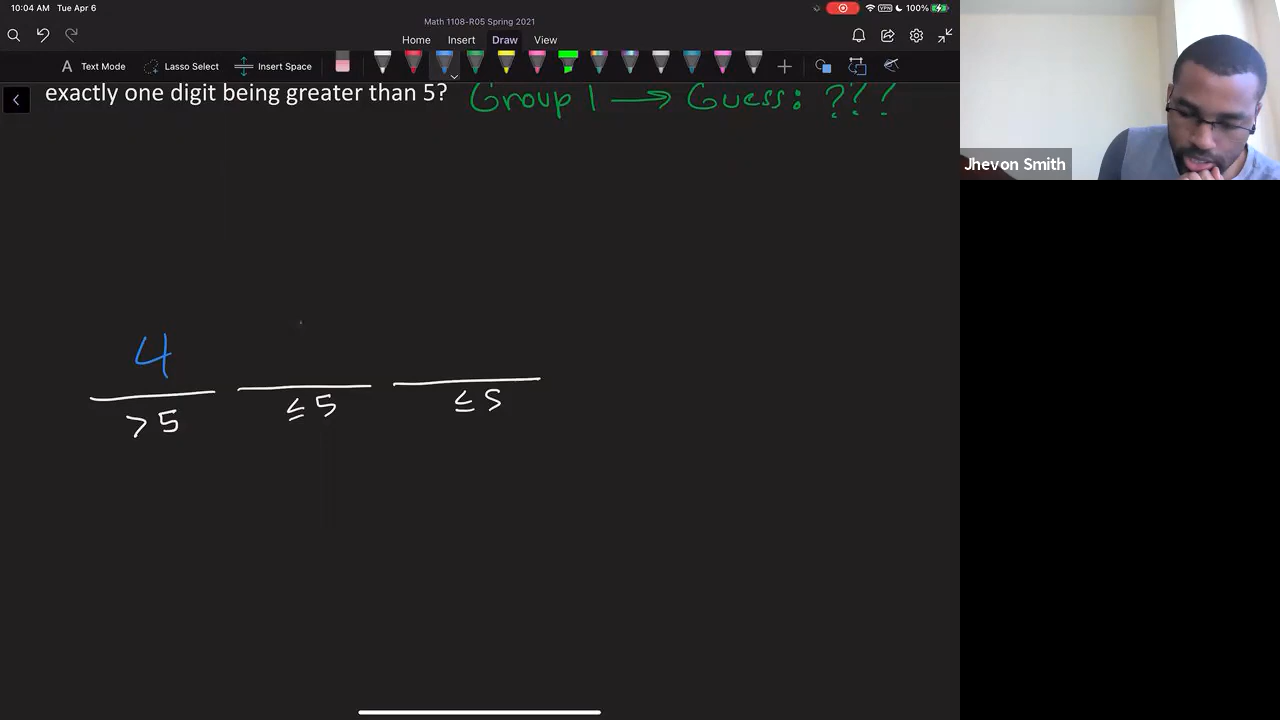 10:04 AM Tue Apr 6
VPN 100%
Math 1108-R05 Spring 2021
Home Insert Draw View
A Text Mode Lasso Select Insert Space
exactly one digit being greater than 5? Group 1 → Guess: ???
Jhevon Smith
4
> 5 ≤ 5 ≤ 5